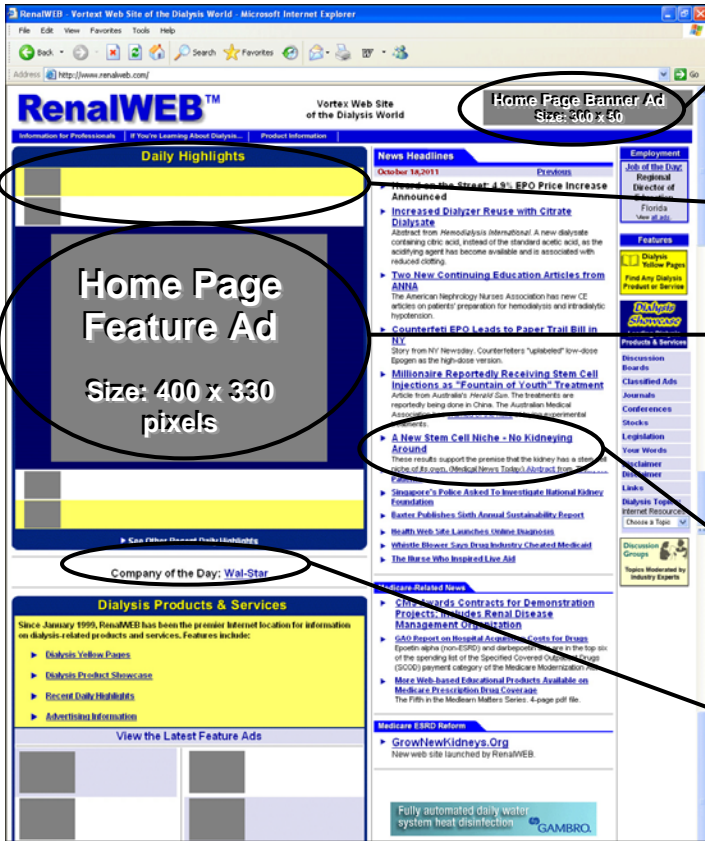 RenalWEB - Vortext Web Site of the Dialysis World - Microsoft Internet Explorer
File Edit View Favorites Tools Help
Back Search Favorites
Address http://www.renalweb.com/ Go
RenalWEB™
Vortex Web Site
of the Dialysis World
Home Page Banner Ad
Size: 300 x 50
Information for Professionals If You're Learning About Dialysis... Product Information
Daily Highlights
Home Page
Feature Ad
Size: 400 x 330
pixels
See Other Recent Daily Highlights
Company of the Day: Wal-Star
Dialysis Products & Services
Since January 1999, RenalWEB has been the premier Internet location for information
on dialysis-related products and services. Features include:
Dialysis Yellow Pages
Dialysis Product Showcase
Recent Daily Highlights
Advertising Information
View the Latest Feature Ads
News Headlines
October 18,2011 Previous
Heard on the Street: 4.9% EPO Price Increase
Announced
Increased Dialyzer Reuse with Citrate
Dialysate
Abstract from Hemodialysis International. A new dialysate
containing citric acid, instead of the standard acetic acid, as the
acidifying agent has become available and is associated with
reduced clotting.
Two New Continuing Education Articles from
ANNA
The American Nephrology Nurses Association has new CE
articles on patients' preparation for hemodialysis and intradialytic
hypotension.
Counterfeti EPO Leads to Paper Trail Bill in
NY
Story from NY Newsday. Counterfeiters "uplabeled" low-dose
Epogen as the high-dose version.
Millionaire Reportedly Receiving Stem Cell
Injections as "Fountain of Youth" Treatment
Article from Australia's Herald Sun. The treatments are
reportedly being done in China. The Australian Medical
Association has experimental
treatments.
A New Stem Cell Niche - No Kidneying
Around
These results support the premise that the kidney has a stem cell
niche of its own. (Medical News Today) Abstract from
Singapore's Police Asked To Investigate National Kidney
Foundation
Baxter Publishes Sixth Annual Sustainability Report
Health Web Site Launches Online Diagnosis
Whistle Blower Says Drug Industry Cheated Medicaid
The Nurse Who Inspired Live Aid
Medicare-Related News
CMS Awards Contracts for Demonstration
Projects; Includes Renal Disease
Management Organization
GAO Report on Hospital Acquisition Costs for Drugs
Epoetin alpha (non-ESRD) and darbepoetin are in the top six
of the spending list of the Specified Covered Outpatient Drugs
(SCOD) payment category of the Medicare Modernization
More Web-based Educational Products Available on
Medicare Prescription Drug Coverage
The Fifth in the Medlearn Matters Series. 4-page pdf file.
Medicare ESRD Reform
GrowNewKidneys.Org
New web site launched by RenalWEB.
Fully automated daily water
system heat disinfection
GAMBRO.
Employment
Job of the Day:
Regional
Director of
Education
Florida
View all ads
Features
Dialysis
Yellow Pages
Find Any Dialysis
Product or Service
Dialysis
Showcase
Products & Services
Discussion
Boards
Classified Ads
Journals
Conferences
Stocks
Legislation
Your Words
Disclaimer
Disclaimer
Links
Dialysis Topics:
Internet Resources
Choose a Topic
Discussion
Groups
Topics Moderated by
Industry Experts